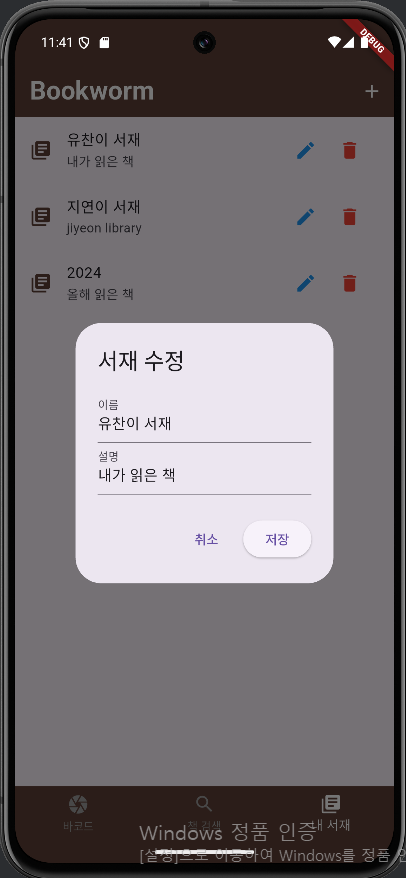 11:41
DEBUG
Bookworm
유찬이 서재
내가 읽은 책
지연이 서재
jlyeon library
2024
올해 읽은 책
서재 수정
이름
유찬이 서재
설명
내가 읽은 책
취소 저장
바코드 책 검색 내 서재
Windows 정품 인증
[설정]으로 이동하여 Windows를 정품 인